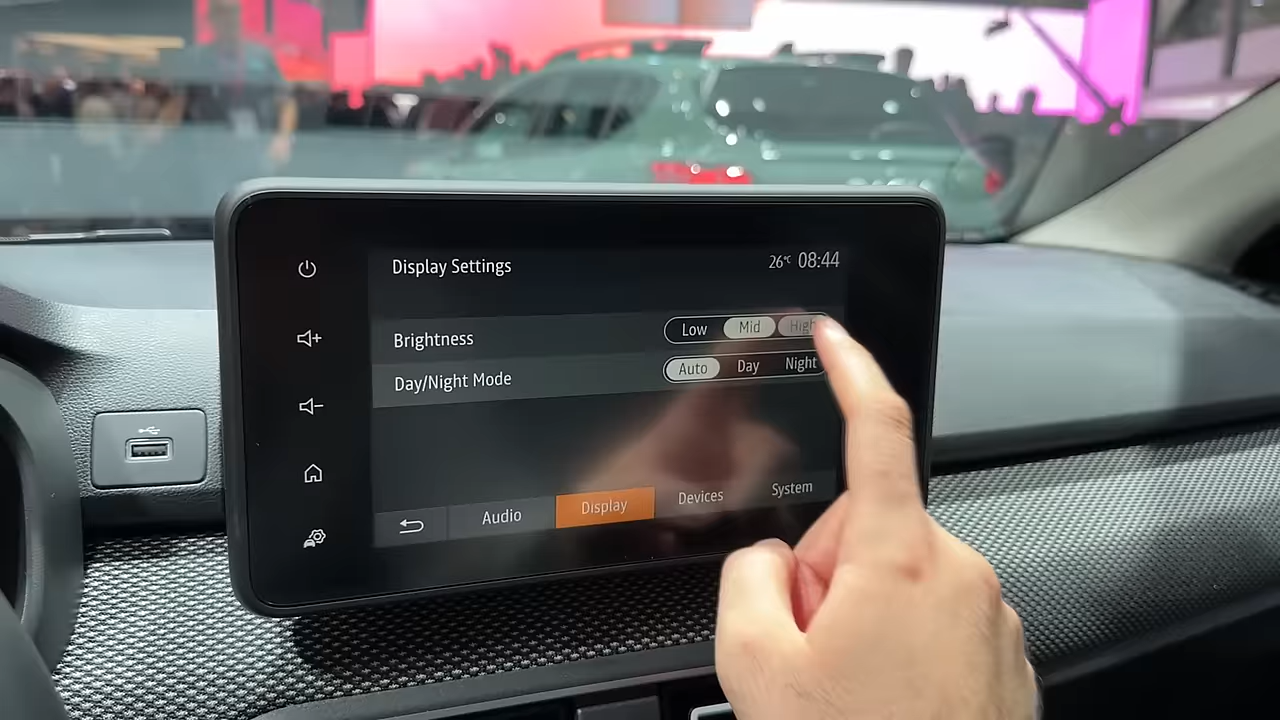 Display Settings 26°C 08:44
Brightness Low Mid High
Day/Night Mode Auto Day Night
Audio Display Devices System